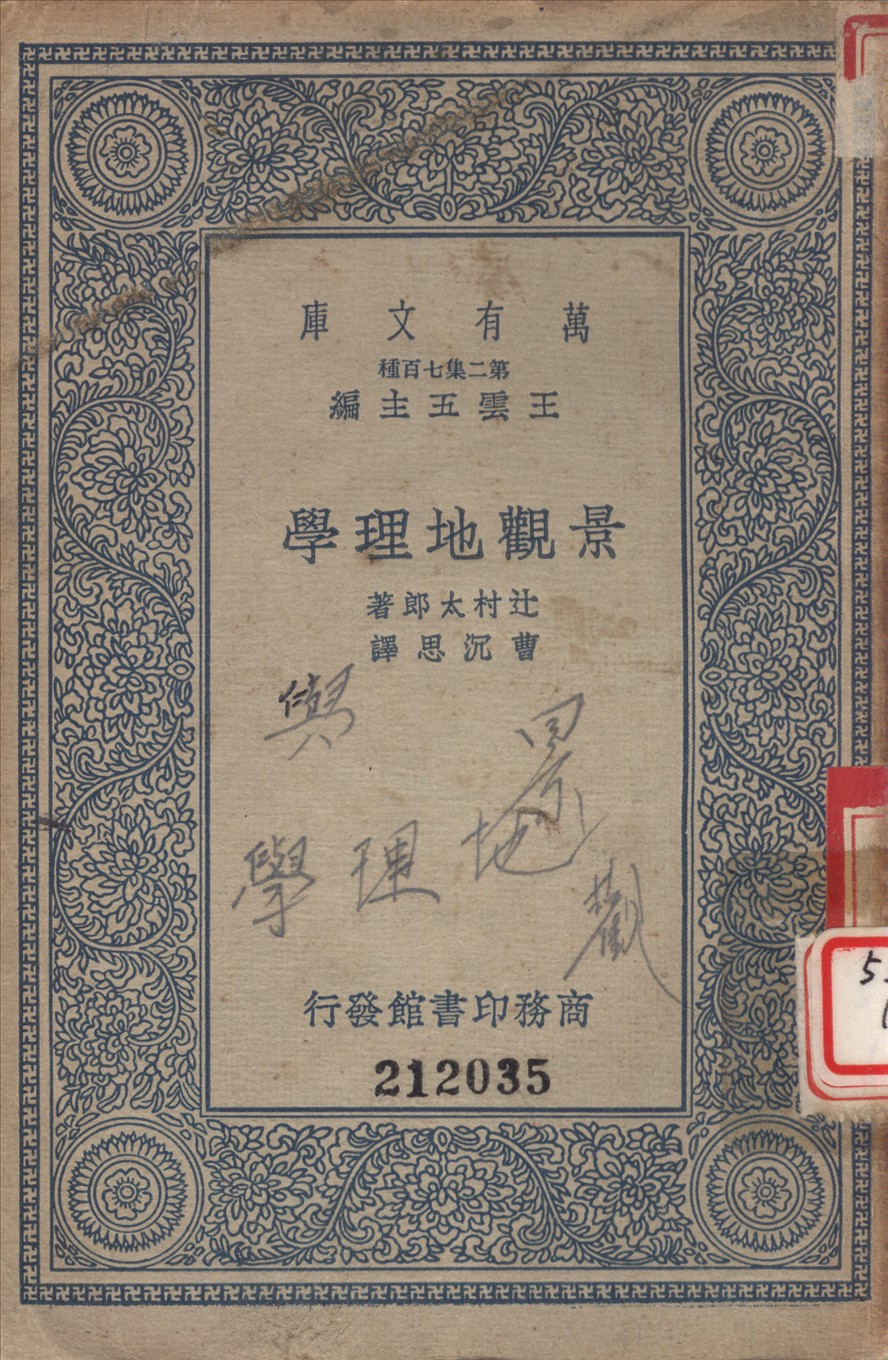 萬有文庫
第二集七百種
王雲五主編
景觀地理學
辻村太郎著
曹沉思譯
與
景
學理地
觀
商務印書館發行
212035